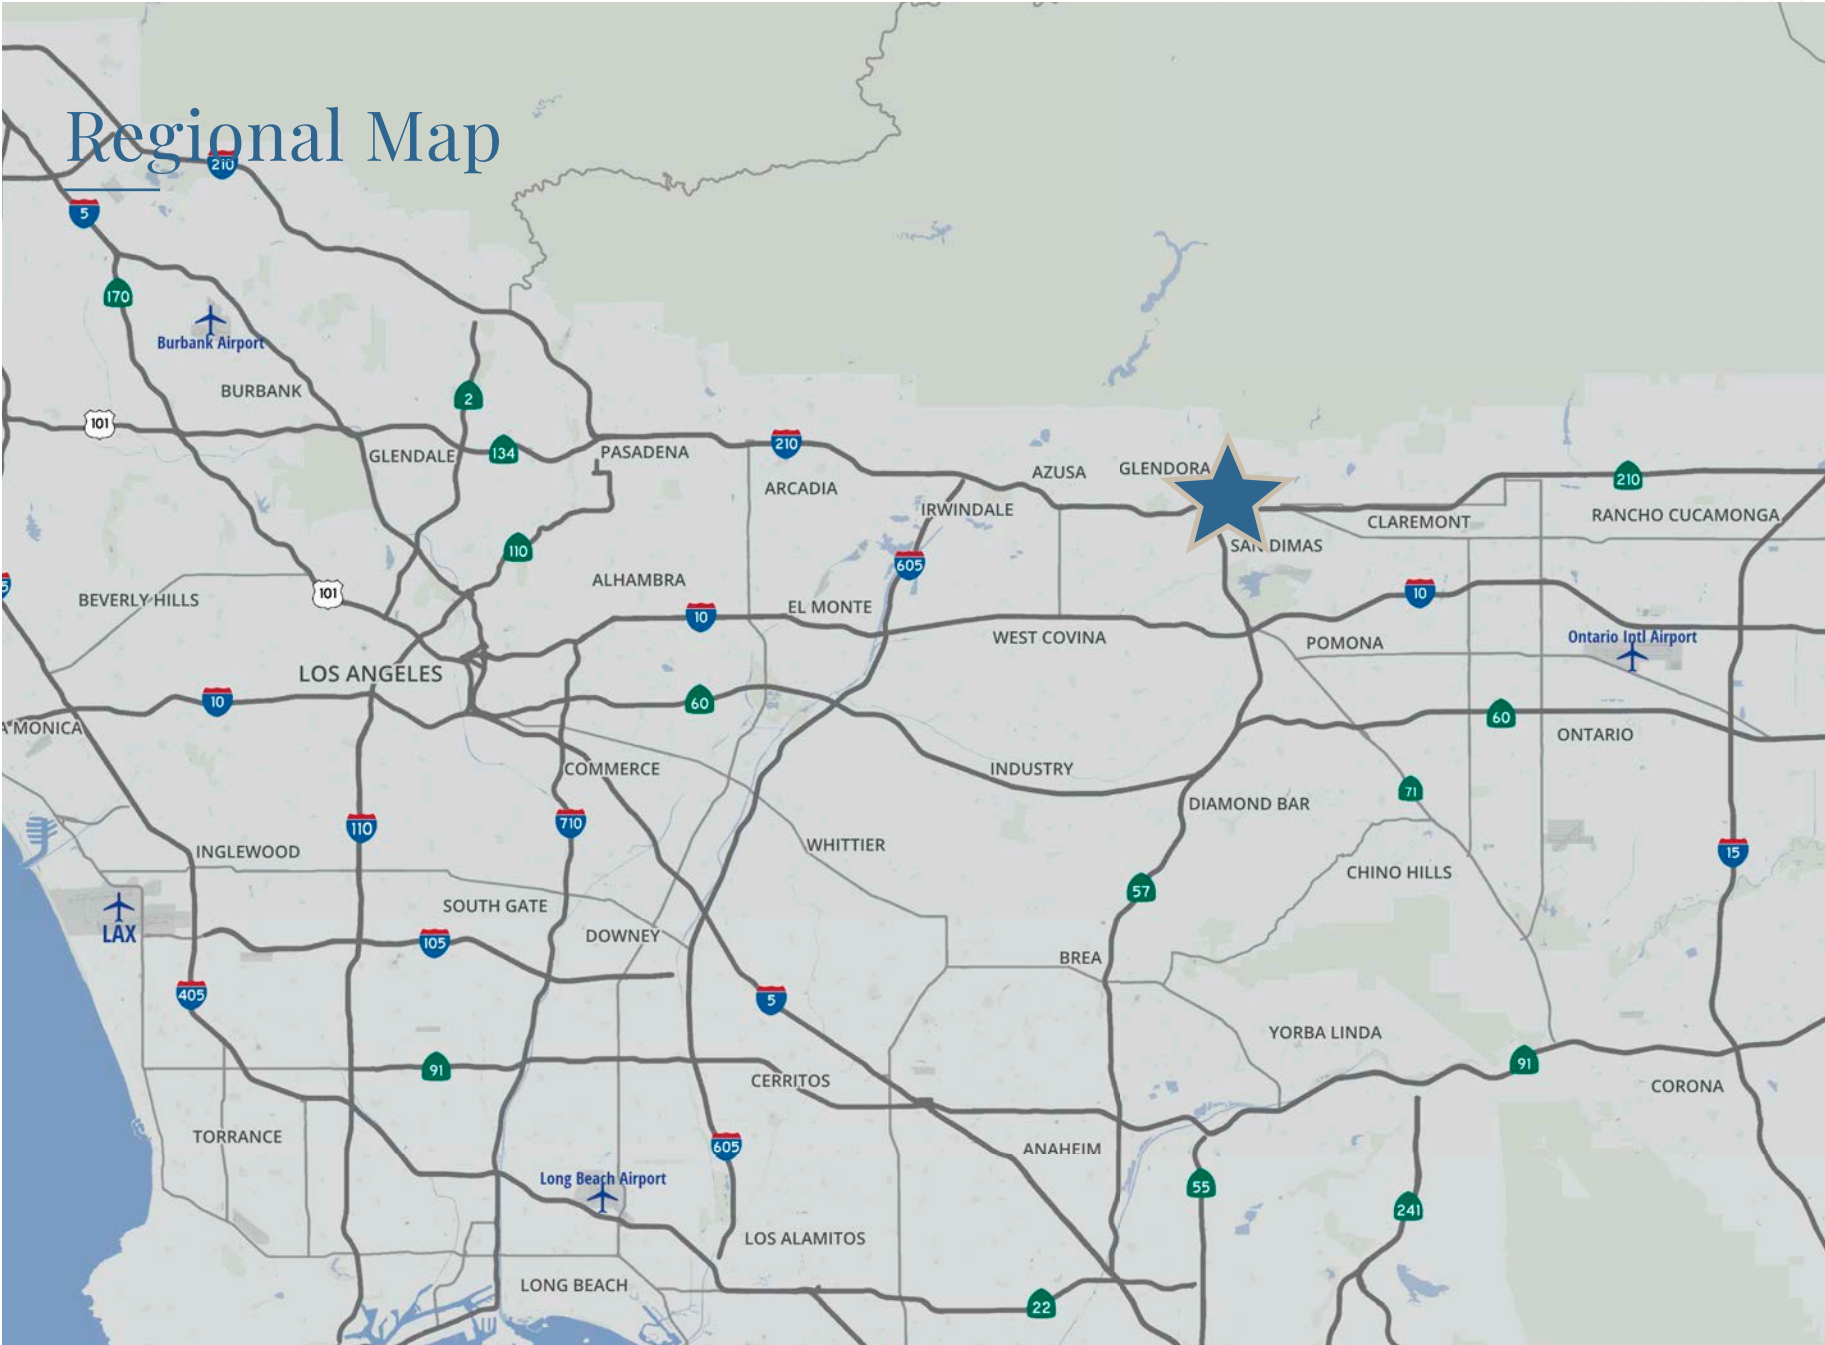 Regional Map
210
5
170
Burbank Airport
BURBANK
2
101
134
GLENDALE
PASADENA
210
ARCADIA
AZUSA
GLENDORA
210
IRWINDALE
CLAREMONT
RANCHO CUCAMONGA
SAN DIMAS
110
605
ALHAMBRA
10
101
BEVERLY HILLS
EL MONTE
10
WEST COVINA
POMONA
Ontario Intl Airport
LOS ANGELES
10
60
60
A MONICA
ONTARIO
COMMERCE
INDUSTRY
71
DIAMOND BAR
110
710
WHITTIER
INGLEWOOD
15
CHINO HILLS
57
SOUTH GATE
LAX
DOWNEY
105
BREA
405
5
YORBA LINDA
91
91
CERRITOS
CORONA
TORRANCE
605
ANAHEIM
Long Beach Airport
55
241
LOS ALAMITOS
LONG BEACH
22